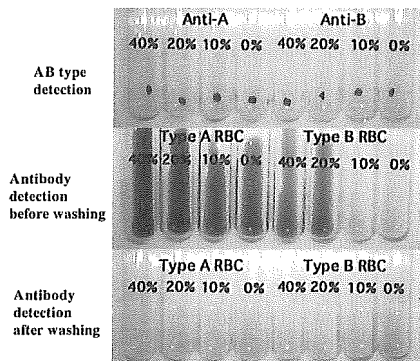 Anti-A Anti-B
40% 20% 10% 0% 40% 20% 10% 0%
AB type
detection
Type A RBC Type B RBC
40% 20% 10% 0% 40% 20% 10% 0%
Antibody
detection
before washing
Type A RBC Type B RBC
40% 20% 10% 0% 40% 20% 10% 0%
Antibody
detection
after washing